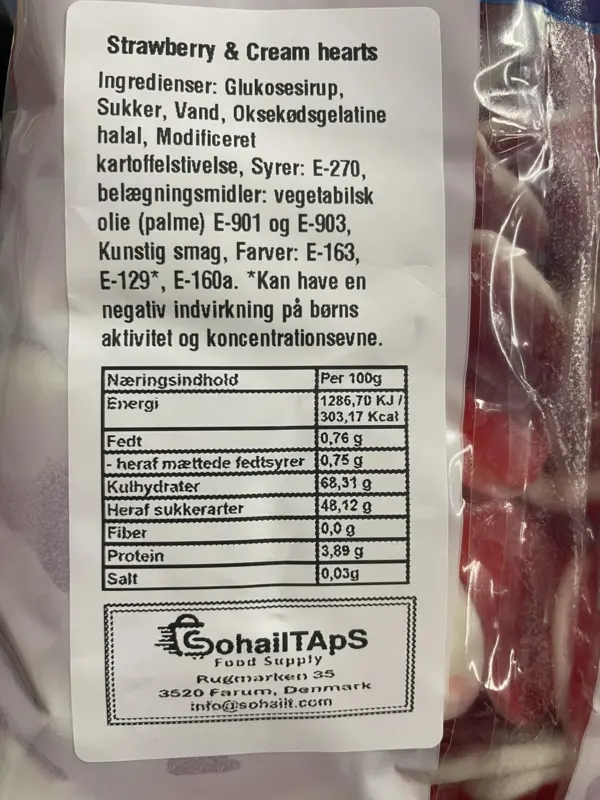 Strawberry & Cream hearts
Ingredienser: Glukosesirup,
Sukker, Vand, Oksekødsgelatine
halal, Modificeret
kartoffelstivelse, Syrer: E-270,
belægningsmidler: vegetabilsk
olie (palme) E-901 og E-903,
Kunstig smag, Farver: E-163,
E-129*, E-160a. *Kan have en
negativ indvirkning på børns
aktivitet og koncentrationsevne.
Næringsindhold Per 100g
Energi 1286,70 KJ /
303,17 Kcal
Fedt 0,76 g
- heraf mættede fedtsyrer 0,75 g
Kulhydrater 68,31 g
Heraf sukkerarter 48,12 g
Fiber 0,0 g
Protein 3,89 g
Salt 0,03g
SohailTApS
Food Supply
Rugmarken 35
3520 Farum, Denmark
info@sohailt.com